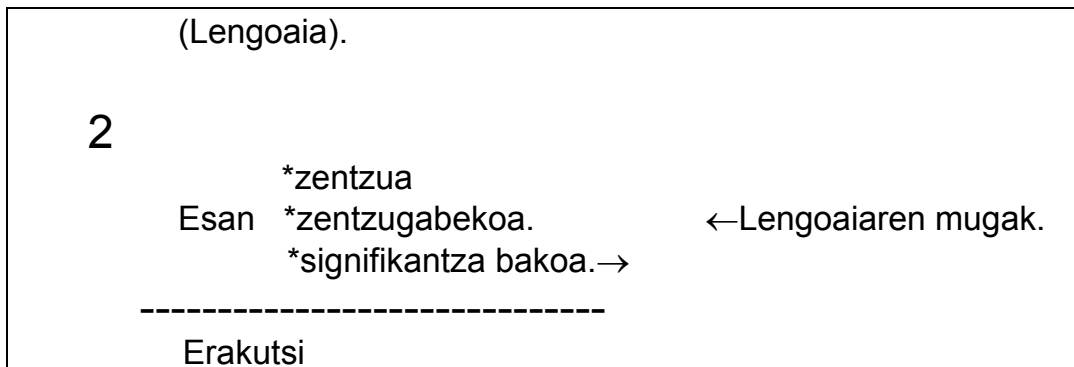 (Lengoaia).
2
*zentzua
Esan *zentzugabekoa. ←Lengoaiaren mugak.
*signifikantza bakoa.→
------------------------------
Erakutsi